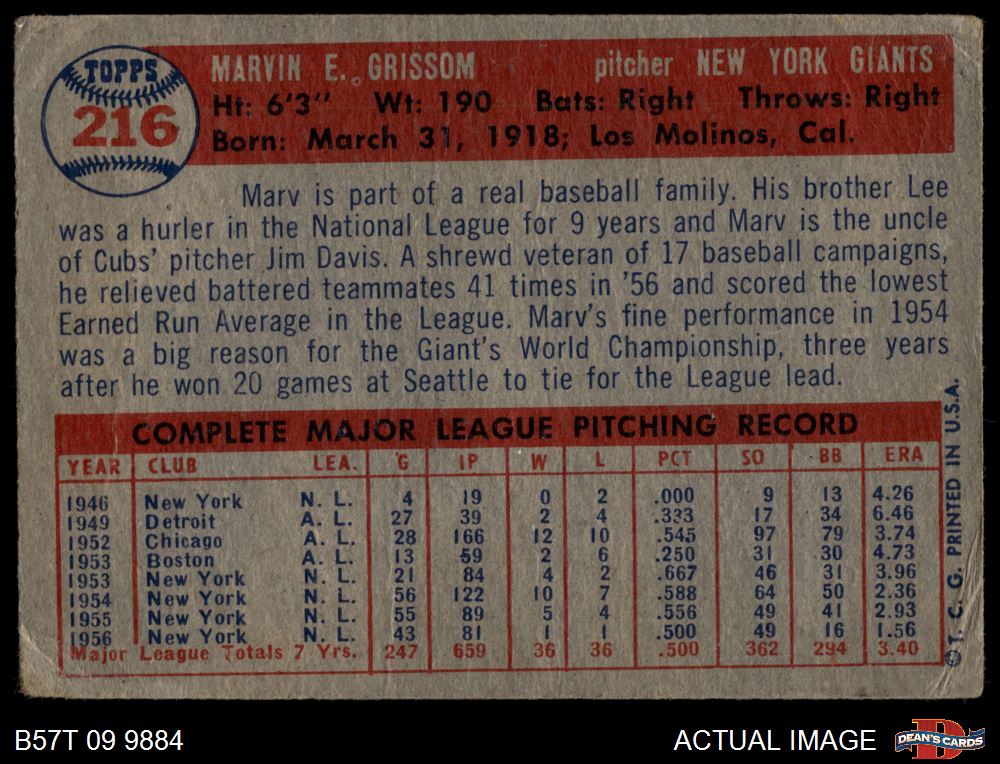 TOPPS
216
MARVIN E. GRISSOM pitcher NEW YORK GIANTS
Ht: 6'3" Wt: 190 Bats: Right Throws: Right
Born: March 31, 1918; Los Molinos, Cal.
Marv is part of a real baseball family. His brother Lee
was a hurler in the National League for 9 years and Marv is the uncle
of Cubs' pitcher Jim Davis. A shrewd veteran of 17 baseball campaigns,
he relieved battered teammates 41 times in '56 and scored the lowest
Earned Run Average in the League. Marv's fine performance in 1954
was a big reason for the Giant's World Championship, three years
after he won 20 games at Seattle to tie for the League lead.
COMPLETE MAJOR LEAGUE PITCHING RECORD
YEAR CLUB LEA. G IP W L PCT SO BB ERA
1946 New York N. L. 4 19 0 2 .000 9 13 4.26
1949 Detroit A. L. 27 39 2 4 .333 17 34 6.46
1952 Chicago A. L. 28 166 12 10 .545 97 79 3.74
1953 Boston A. L. 13 59 2 6 .250 31 30 4.73
1953 New York N. L. 21 84 4 2 .667 46 31 3.96
1954 New York N. L. 56 122 10 7 .588 64 50 2.36
1955 New York N. L. 55 89 5 4 .556 49 41 2.93
1956 New York N. L. 43 81 1 1 .500 49 16 1.56
Major League Totals 7 Yrs. 247 659 36 36 .500 362 294 3.40
© T. C. G. PRINTED IN U.S.A.
B57T 09 9884
ACTUAL IMAGE
DEAN'S CARDS